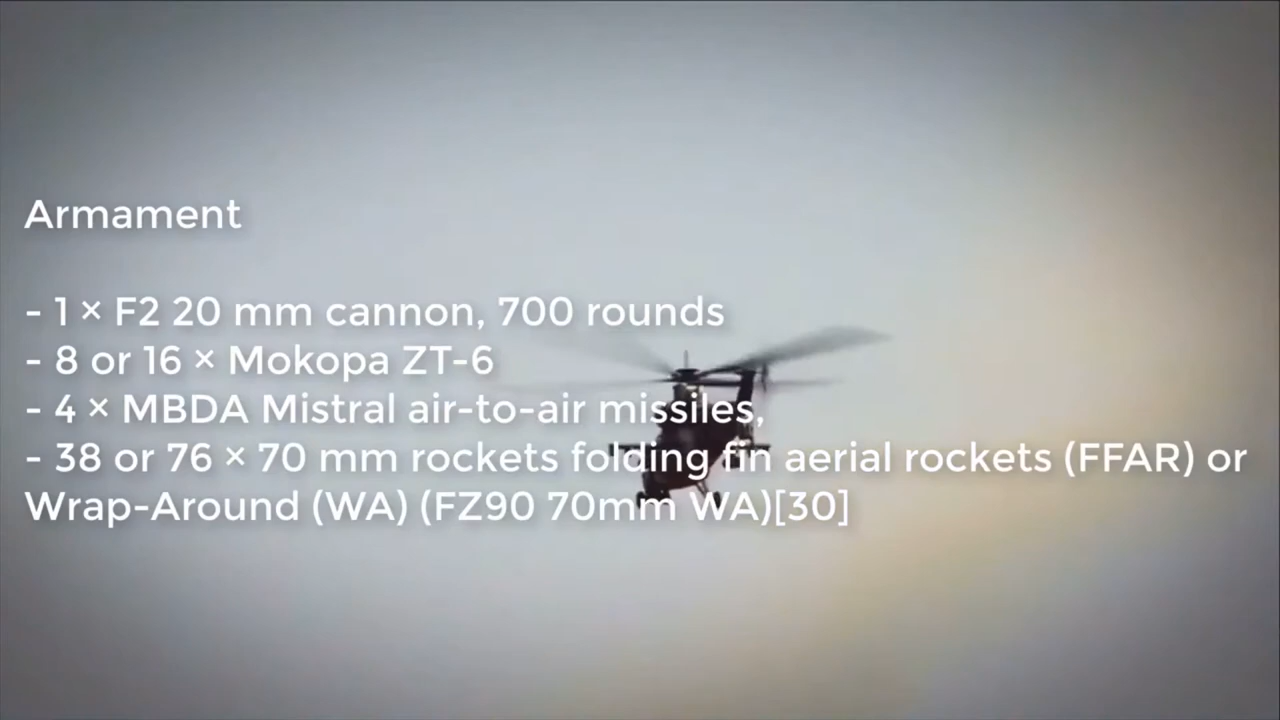 Armament
- 1 × F2 20 mm cannon, 700 rounds
- 8 or 16 × Mokopa ZT-6
- 4 × MBDA Mistral air-to-air missiles,
- 38 or 76 × 70 mm rockets folding fin aerial rockets (FFAR) or
Wrap-Around (WA) (FZ90 70mm WA)[30]